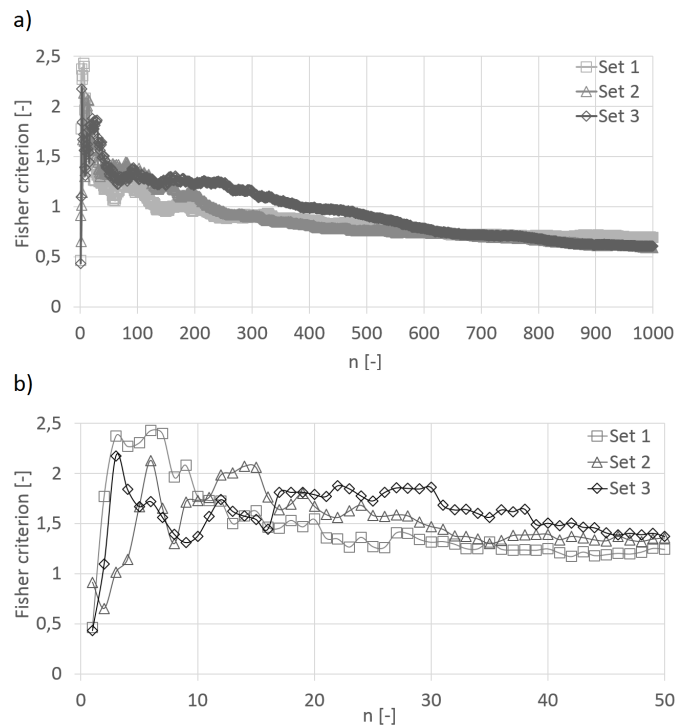 a)
2,5
2
1,5
1
0,5
0
Fisher criterion [-]
Set 1
Set 2
Set 3
0 100 200 300 400 500 600 700 800 900 1000
n [-]
b)
2,5
2
1,5
1
0,5
0
Fisher criterion [-]
Set 1
Set 2
Set 3
0 10 20 30 40 50
n [-]